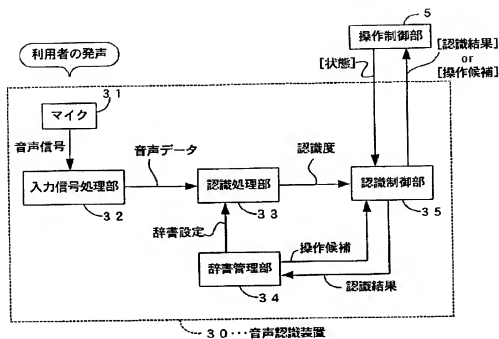 5
操作制御部
[認識結果]
or
[操作候補]
[状態]
利用者の発声
31
マイク
音声信号
音声データ
認識度
入力信号処理部
認識処理部
認識制御部
32
33
35
辞書設定
操作候補
辞書管理部
認識結果
34
30・・・音声認識装置